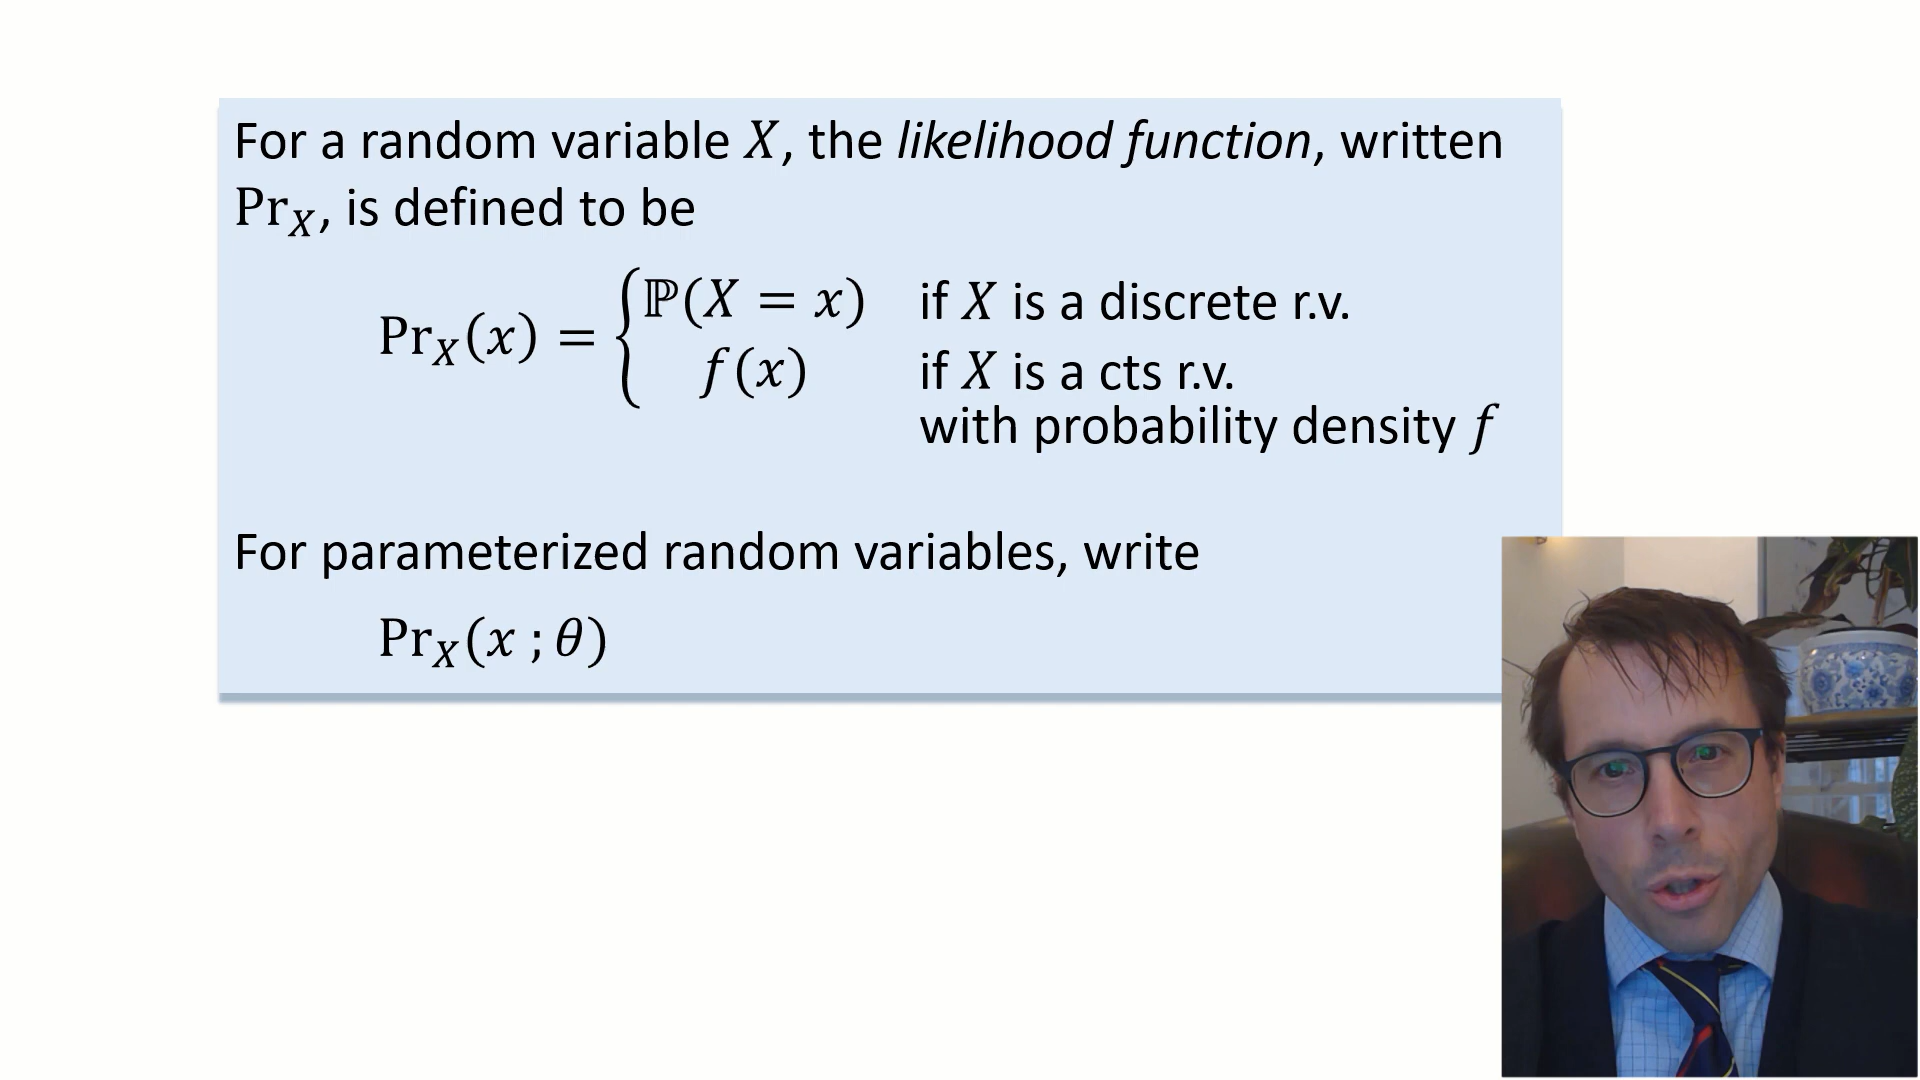 For a random variable 𝑋, the likelihood function, written
Pr_𝑋, is defined to be
Pr_𝑋(𝑥) = { ℙ(𝑋 = 𝑥) if 𝑋 is a discrete r.v.
𝑓(𝑥) if 𝑋 is a cts r.v.
with probability density 𝑓
For parameterized random variables, write
Pr_𝑋(𝑥 ; 𝜃)